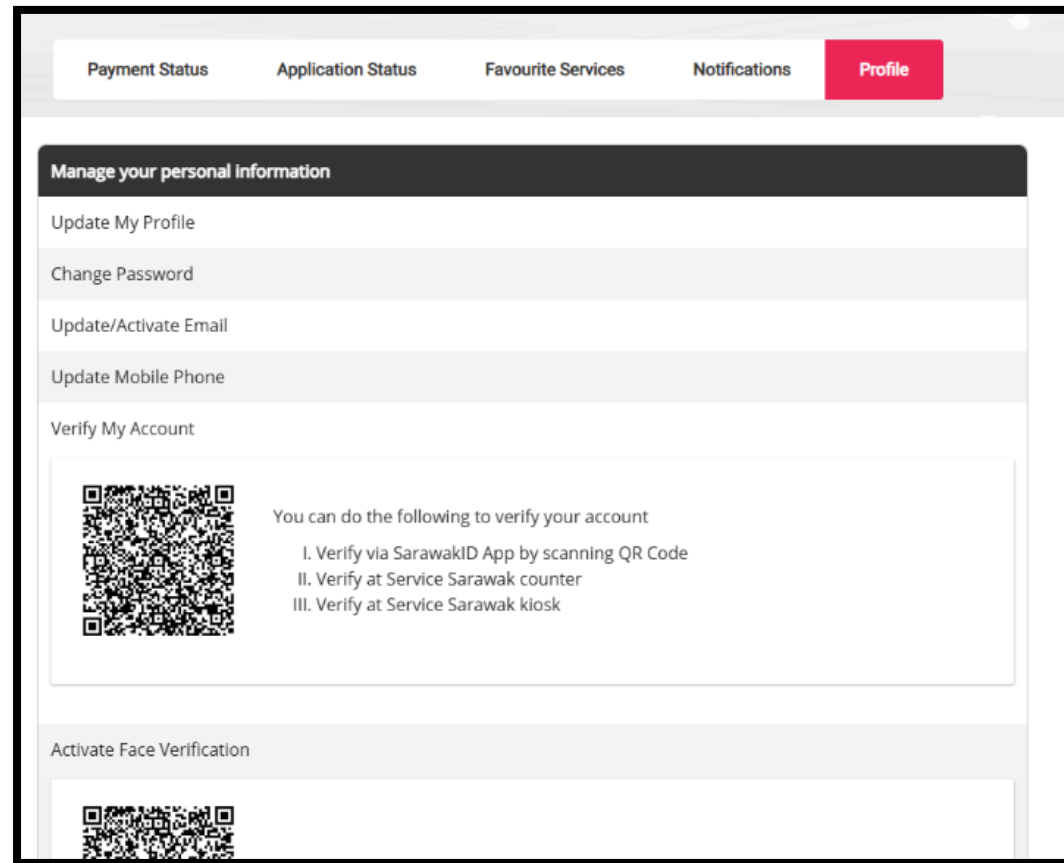 Payment Status Application Status Favourite Services Notifications Profile
Manage your personal information
Update My Profile
Change Password
Update/Activate Email
Update Mobile Phone
Verify My Account
You can do the following to verify your account
I. Verify via SarawakID App by scanning QR Code
II. Verify at Service Sarawak counter
III. Verify at Service Sarawak kiosk
Activate Face Verification